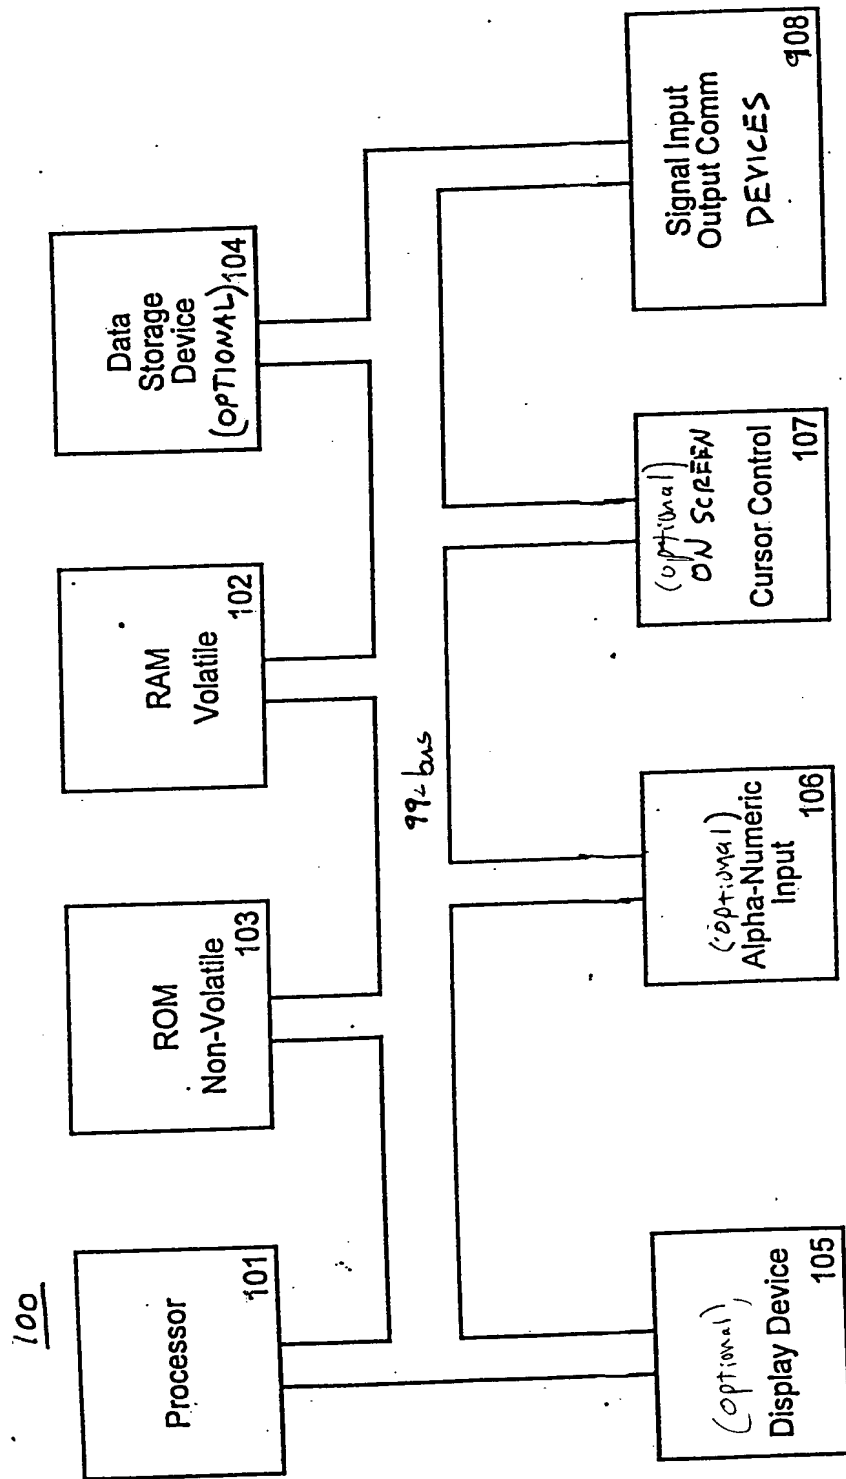 100
Processor
101
ROM
Non-Volatile
103
RAM
Volatile
102
Data
Storage
Device
(OPTIONAL)
104
99 bus
(optional),
Display Device
105
(optional)
Alpha-Numeric
Input
106
(optional)
ON SCREEN
Cursor Control
107
Signal Input
Output Comm
DEVICES
908